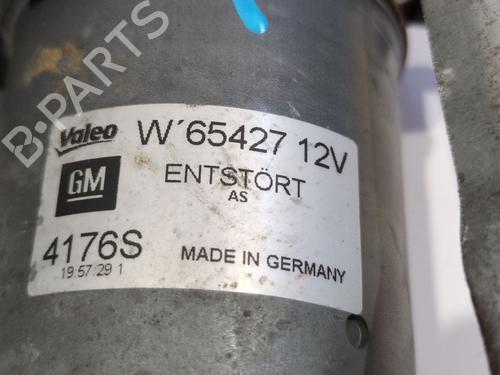 B-PARTS
Valeo W´65427 12V
GM ENTSTÖRT
AS
4176S MADE IN GERMANY
19:57:29 1